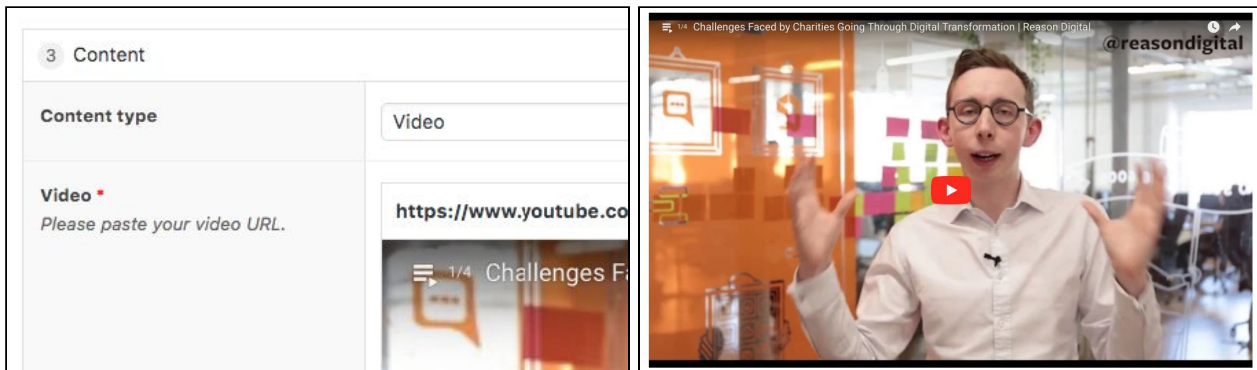 3 Content
Content type
Video
Video *
Please paste your video URL.
https://www.youtube.co
1/4 Challenges F
1/4 Challenges Faced by Charities Going Through Digital Transformation | Reason Digital
@reasondigital